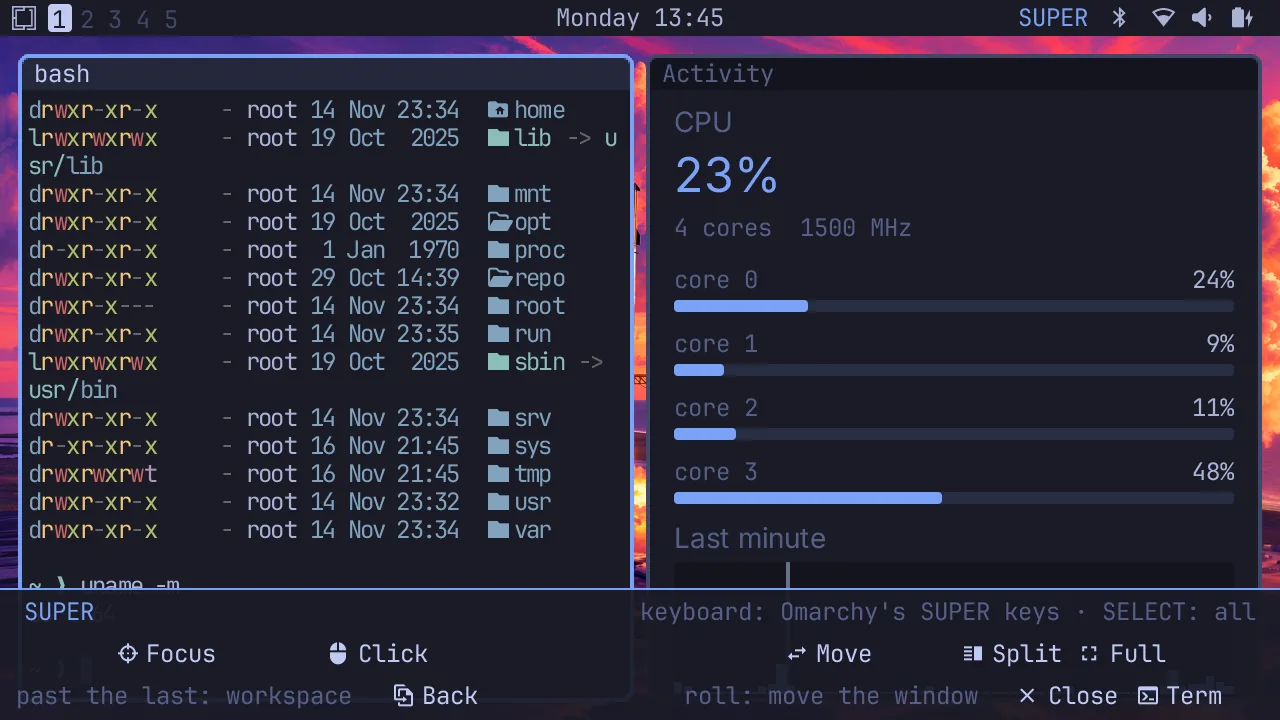 1 2 3 4 5 Monday 13:45 SUPER
bash
drwxr-xr-x - root 14 Nov 23:34 home
lrwxrwxrwx - root 19 Oct 2025 lib -> u
sr/lib
drwxr-xr-x - root 14 Nov 23:34 mnt
drwxr-xr-x - root 19 Oct 2025 opt
dr-xr-xr-x - root 1 Jan 1970 proc
drwxr-xr-x - root 29 Oct 14:39 repo
drwxr-x--- - root 14 Nov 23:34 root
drwxr-xr-x - root 14 Nov 23:35 run
lrwxrwxrwx - root 19 Oct 2025 sbin ->
usr/bin
drwxr-xr-x - root 14 Nov 23:34 srv
dr-xr-xr-x - root 16 Nov 21:45 sys
drwxrwxrwt - root 16 Nov 21:45 tmp
drwxr-xr-x - root 14 Nov 23:32 usr
drwxr-xr-x - root 14 Nov 23:34 var
~ ❯ uname -m
Activity
CPU
23%
4 cores 1500 MHz
core 0 24%
core 1 9%
core 2 11%
core 3 48%
Last minute
SUPER keyboard: Omarchy's SUPER keys · SELECT: all
Focus Click Move Split Full
past the last: workspace Back roll: move the window Close Term